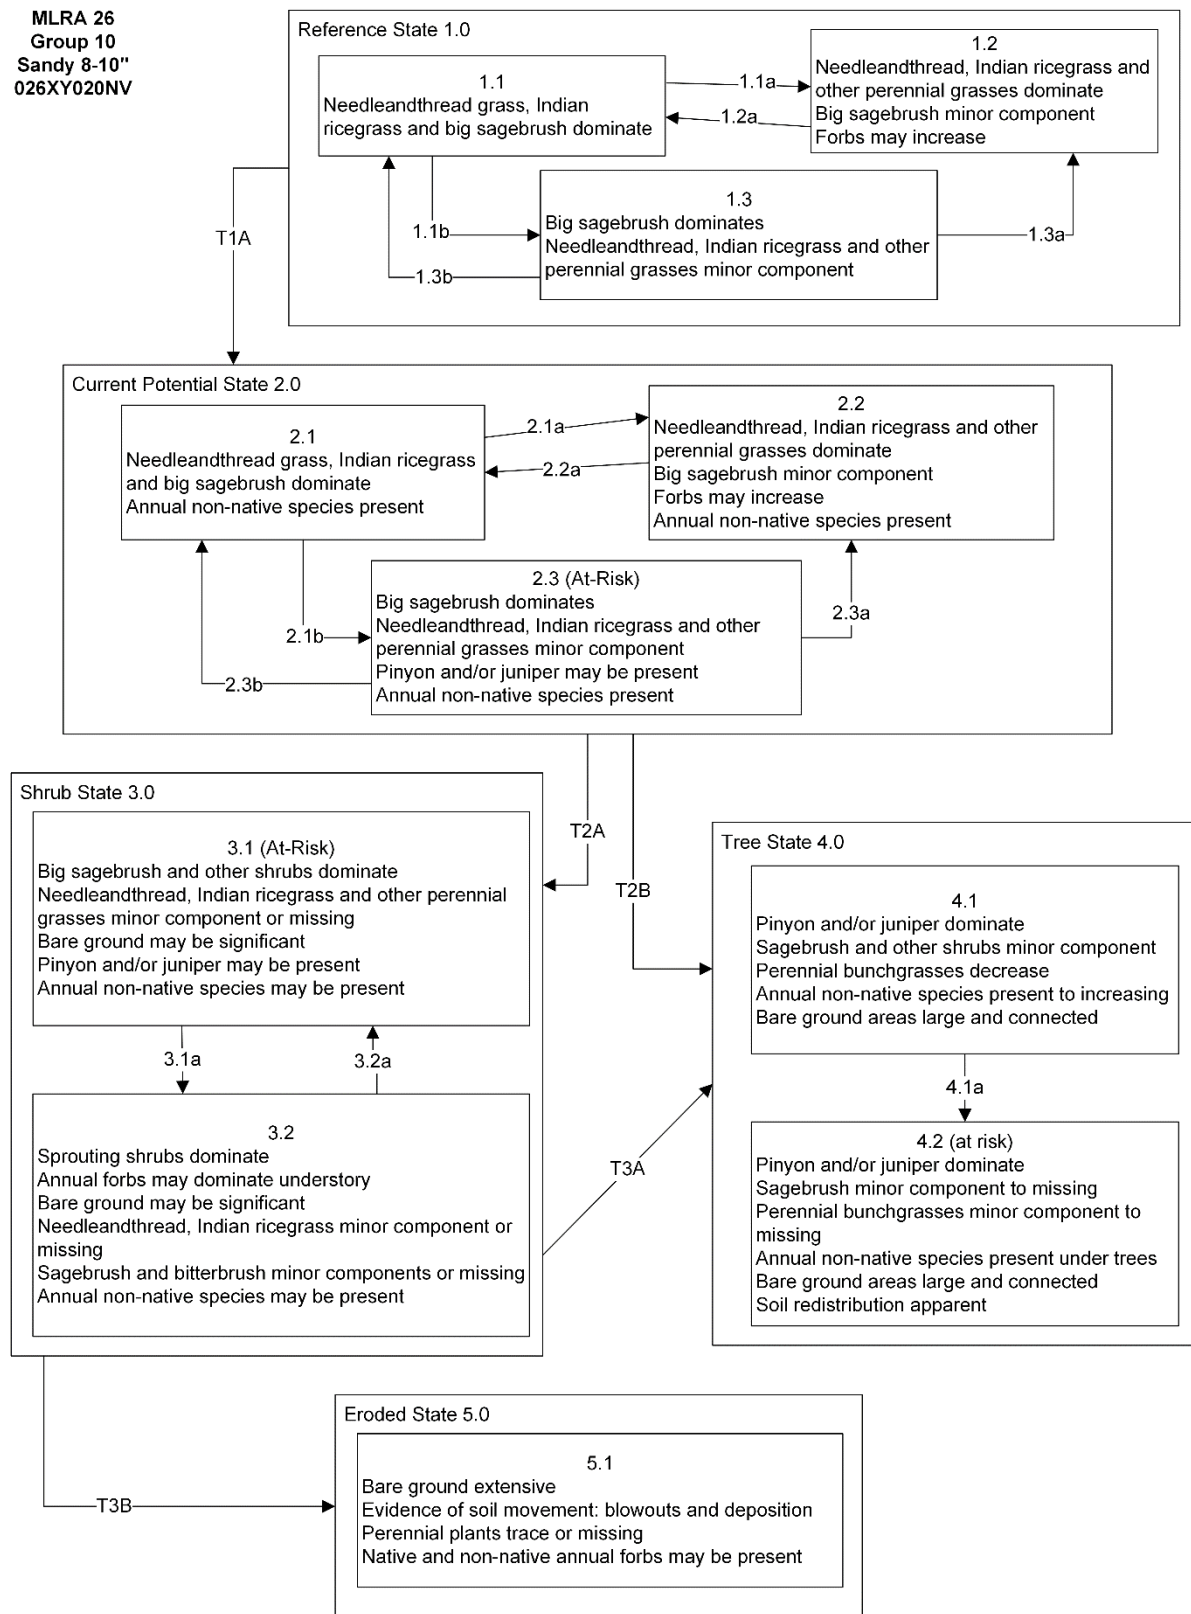 MLRA 26
Group 10
Sandy 8-10"
026XY020NV
Reference State 1.0
1.1
Needleandthread grass, Indian
ricegrass and big sagebrush dominate
1.1a
1.2a
1.2
Needleandthread, Indian ricegrass and
other perennial grasses dominate
Big sagebrush minor component
Forbs may increase
1.3
Big sagebrush dominates
Needleandthread, Indian ricegrass and other
perennial grasses minor component
1.1b
1.3b
1.3a
T1A
Current Potential State 2.0
2.1
Needleandthread grass, Indian ricegrass
and big sagebrush dominate
Annual non-native species present
2.1a
2.2a
2.2
Needleandthread, Indian ricegrass and other
perennial grasses dominate
Big sagebrush minor component
Forbs may increase
Annual non-native species present
2.3 (At-Risk)
Big sagebrush dominates
Needleandthread, Indian ricegrass and other
perennial grasses minor component
Pinyon and/or juniper may be present
Annual non-native species present
2.1b
2.3b
2.3a
T2A
T2B
Shrub State 3.0
3.1 (At-Risk)
Big sagebrush and other shrubs dominate
Needleandthread, Indian ricegrass and other perennial
grasses minor component or missing
Bare ground may be significant
Pinyon and/or juniper may be present
Annual non-native species may be present
3.1a
3.2a
3.2
Sprouting shrubs dominate
Annual forbs may dominate understory
Bare ground may be significant
Needleandthread, Indian ricegrass minor component or
missing
Sagebrush and bitterbrush minor components or missing
Annual non-native species may be present
T3A
Tree State 4.0
4.1
Pinyon and/or juniper dominate
Sagebrush and other shrubs minor component
Perennial bunchgrasses decrease
Annual non-native species present to increasing
Bare ground areas large and connected
4.1a
4.2 (at risk)
Pinyon and/or juniper dominate
Sagebrush minor component to missing
Perennial bunchgrasses minor component to
missing
Annual non-native species present under trees
Bare ground areas large and connected
Soil redistribution apparent
T3B
Eroded State 5.0
5.1
Bare ground extensive
Evidence of soil movement: blowouts and deposition
Perennial plants trace or missing
Native and non-native annual forbs may be present